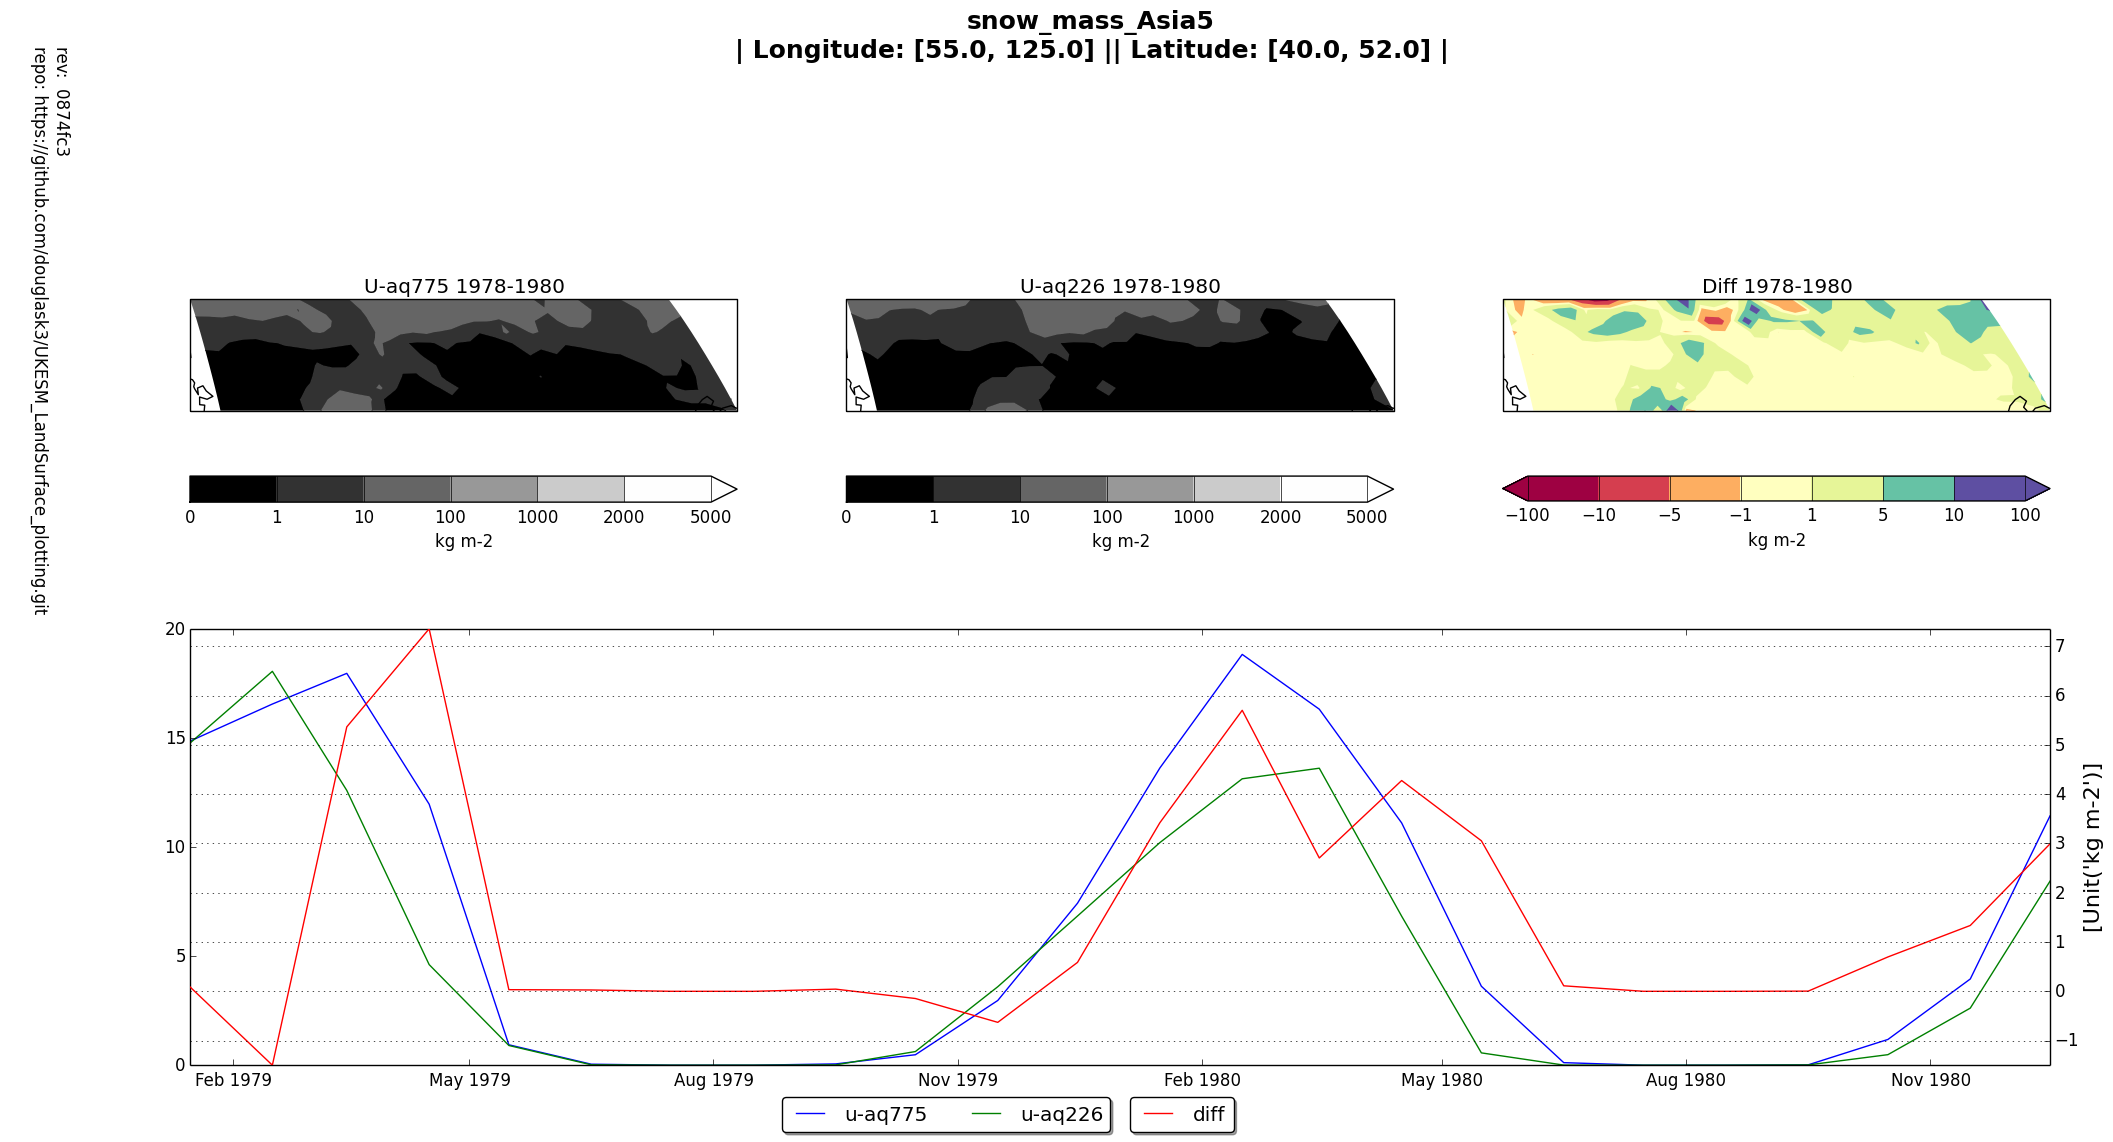 snow_mass_Asia5
| Longitude: [55.0, 125.0] || Latitude: [40.0, 52.0] |
rev: 0874fc3
repo: https://github.com/douglask3/UKESM_LandSurface_plotting.git
U-aq775 1978-1980
U-aq226 1978-1980
Diff 1978-1980
0 1 10 100 1000 2000 5000
kg m-2
0 1 10 100 1000 2000 5000
kg m-2
−100 −10 −5 −1 1 5 10 100
kg m-2
20
15
10
5
0
7
6
5
4
3
2
1
0
−1
[Unit('kg m-2')]
Feb 1979 May 1979 Aug 1979 Nov 1979 Feb 1980 May 1980 Aug 1980 Nov 1980
u-aq775 u-aq226 diff